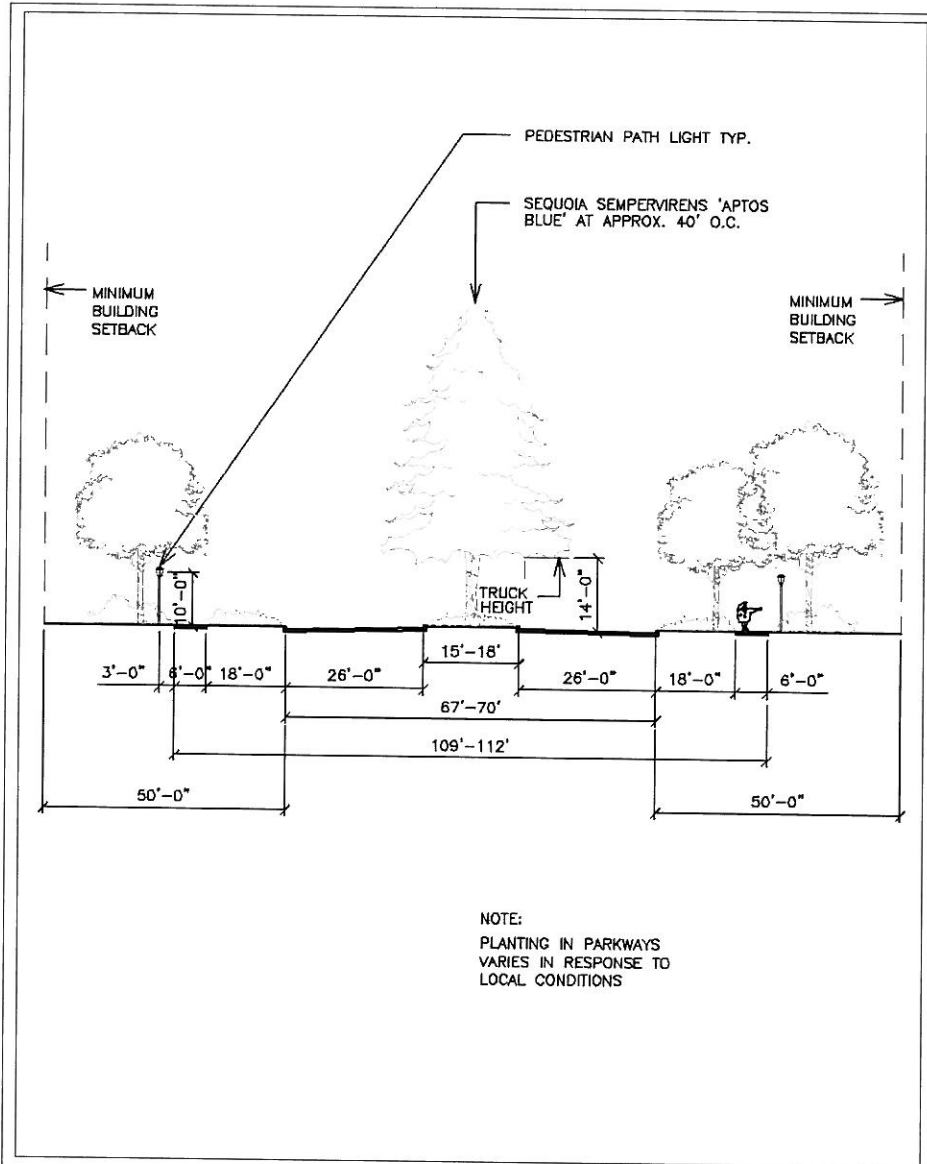 PEDESTRIAN PATH LIGHT TYP.
SEQUOIA SEMPERVIRENS 'APTOS
BLUE' AT APPROX. 40' O.C.
MINIMUM
BUILDING
SETBACK
MINIMUM
BUILDING
SETBACK
10'-0"
TRUCK
HEIGHT
14'-0"
15'-18'
3'-0"
6'-0"
18'-0"
26'-0"
26'-0"
18'-0"
6'-0"
67'-70'
109'-112'
50'-0"
50'-0"
NOTE:
PLANTING IN PARKWAYS
VARIES IN RESPONSE TO
LOCAL CONDITIONS